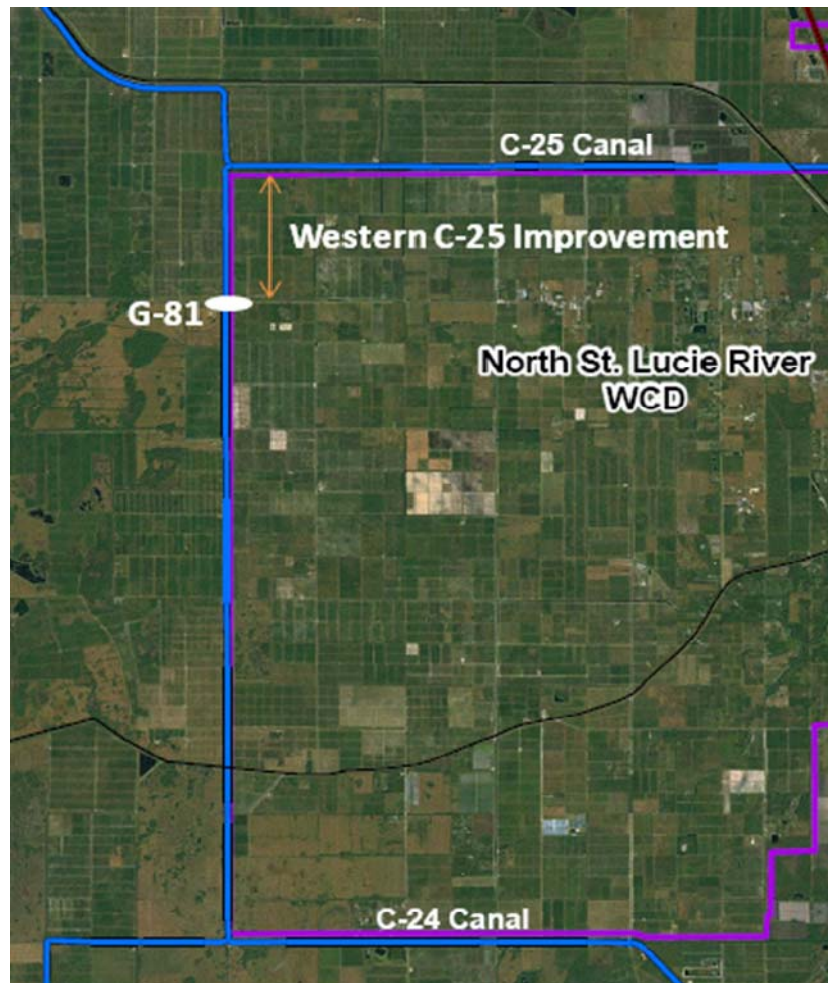 C-25 Canal
Western C-25 Improvement
G-81
North St. Lucie River
WCD
C-24 Canal